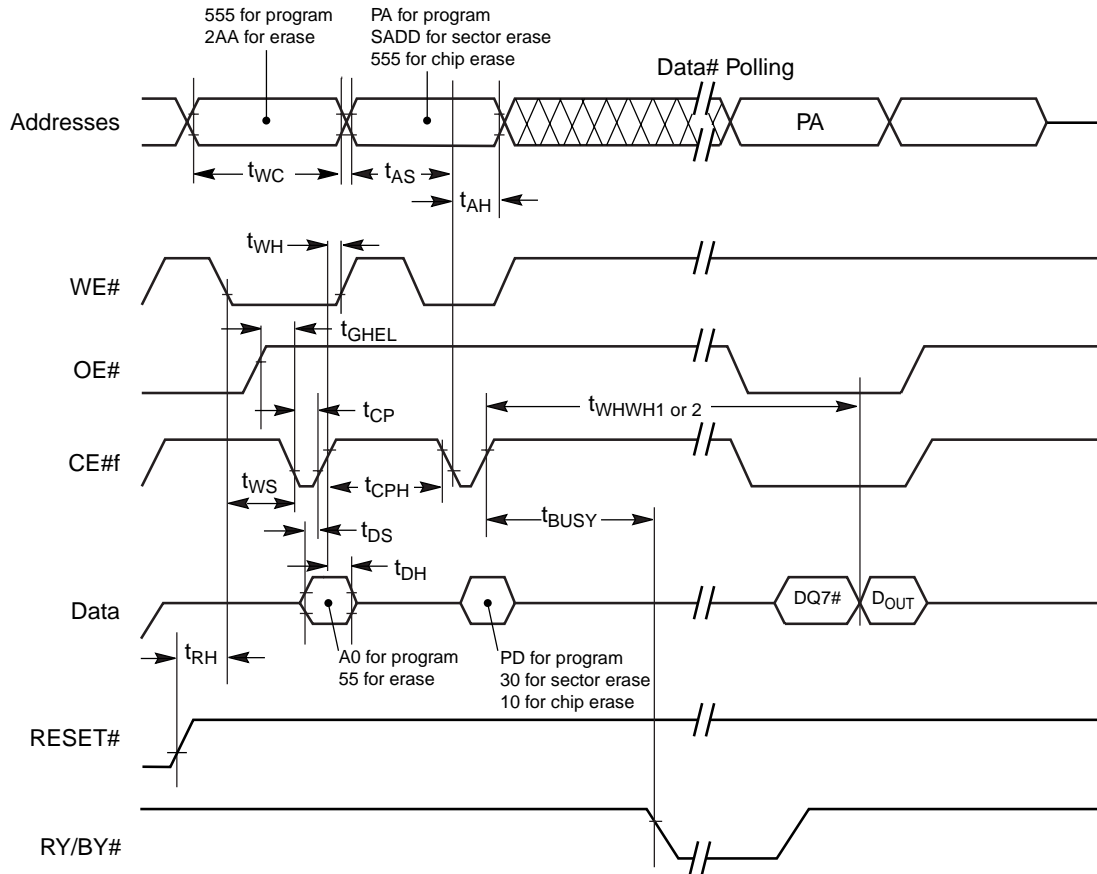 555 for program
2AA for erase
PA for program
SADD for sector erase
555 for chip erase
Data# Polling
Addresses
PA
tWC
tAS
tAH
tWH
WE#
tGHEL
OE#
tWHWH1 or 2
tCP
CE#f
tWS
tCPH
tBUSY
tDS
tDH
Data
DQ7#
DOUT
tRH
A0 for program
55 for erase
PD for program
30 for sector erase
10 for chip erase
RESET#
RY/BY#